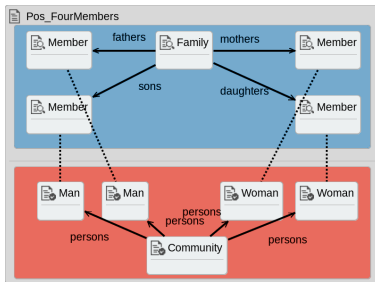 Pos_FourMembers
Member
fathers
Family
mothers
Member
sons
daughters
Member
Member
Man
Man
Woman
Woman
persons
persons
persons
persons
Community